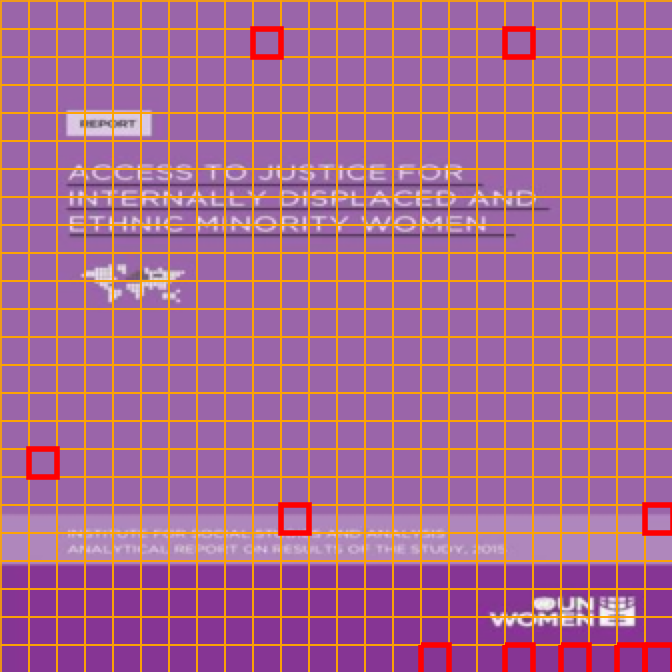 REPORT
ACCESS TO JUSTICE FOR
INTERNALLY DISPLACED AND
ETHNIC MINORITY WOMEN
INSTITUTE FOR SOCIAL STUDIES AND ANALYSIS
ANALYTICAL REPORT ON RESULTS OF THE STUDY, 2015
UN
WOMEN